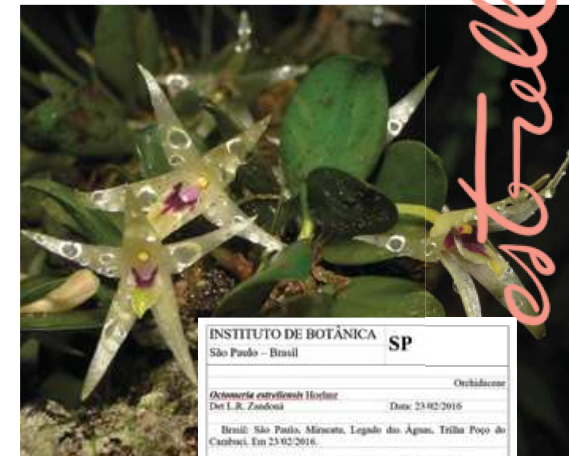 estrell
INSTITUTO DE BOTÂNICA SP
São Paulo – Brasil
Orchidaceae
Octomeria estrellensis Hoehne
Det L.R. Zandoná Data: 23/02/2016
Brasil: São Paulo, Miracatu, Legado das Águas, Trilha Poço do
Cambuci. Em 23/02/2016.